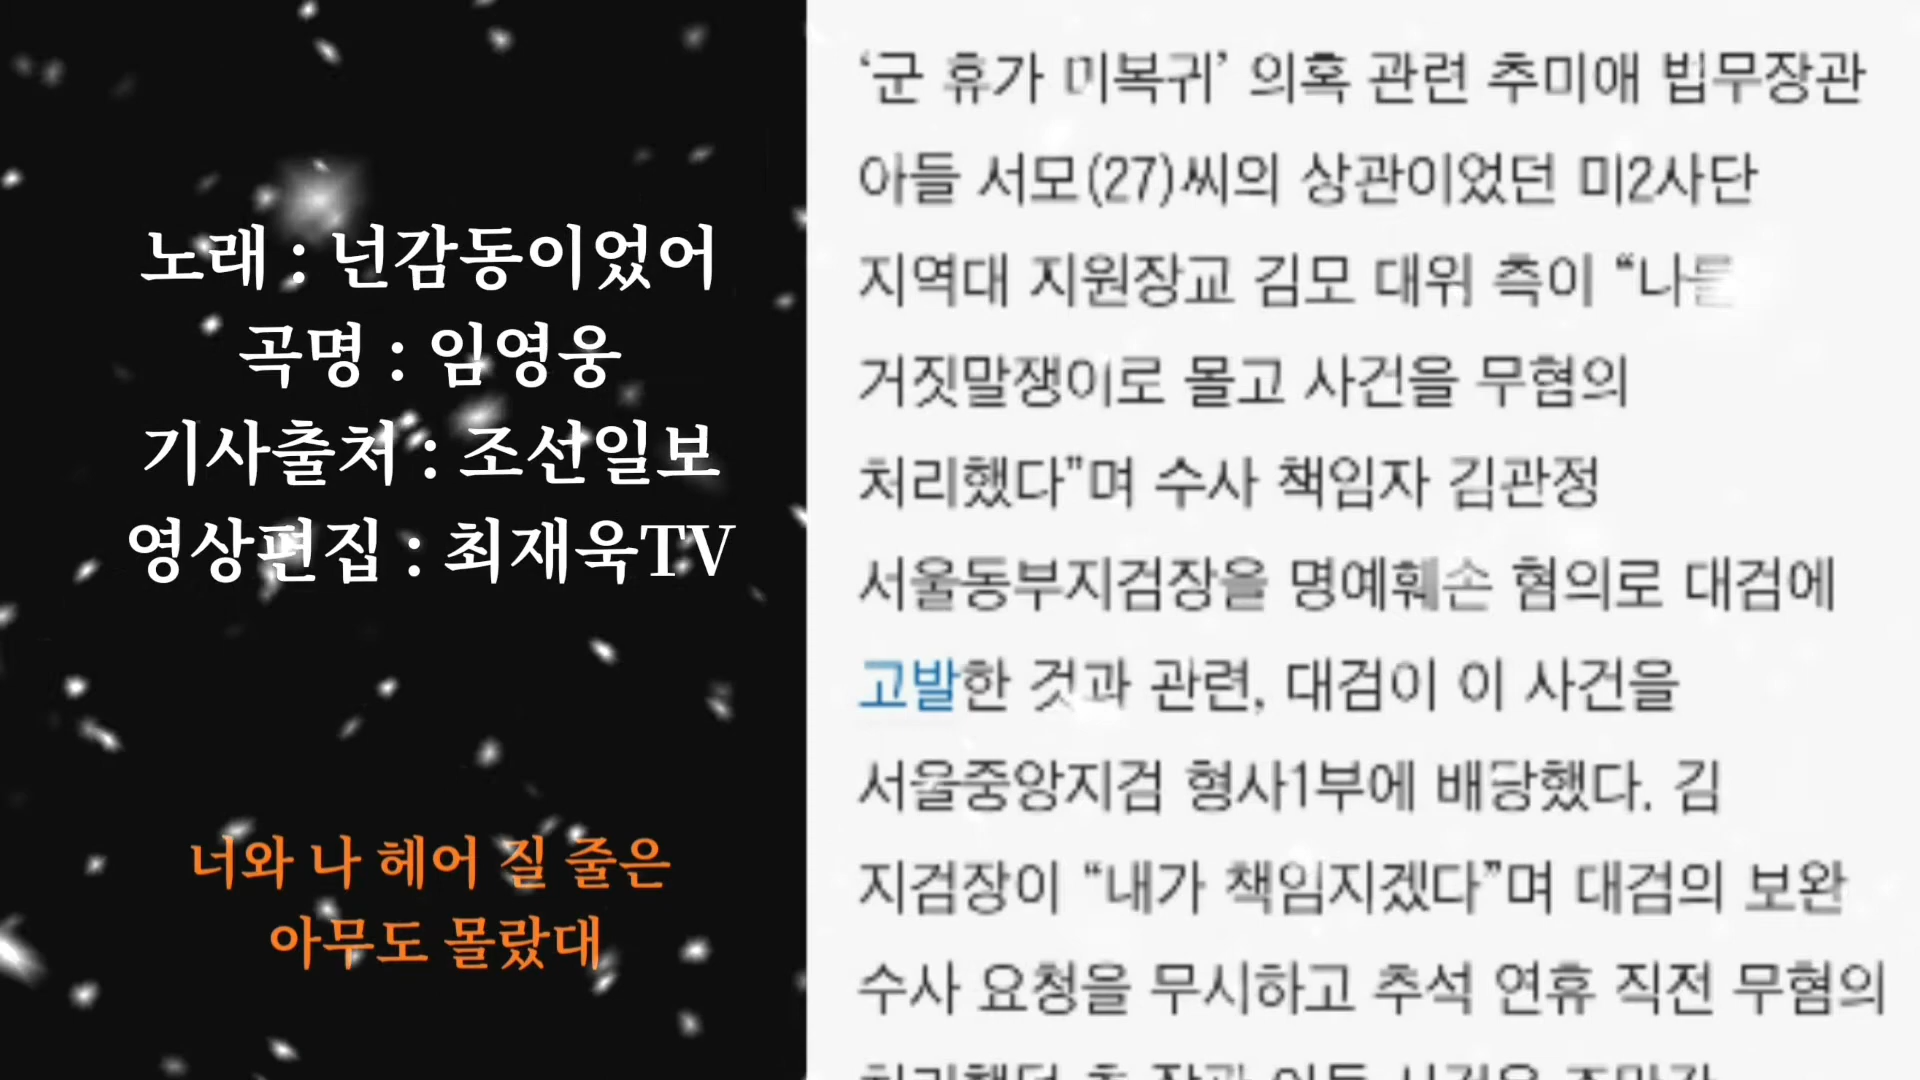 노래 : 넌감동이었어
곡명 : 임영웅
기사출처 : 조선일보
영상편집 : 최재욱TV
너와 나 헤어 질 줄은
아무도 몰랐대
‘군 휴가 미복귀’ 의혹 관련 추미애 법무장관
아들 서모(27)씨의 상관이었던 미2사단
지역대 지원장교 김모 대위 측이 “나를
거짓말쟁이로 몰고 사건을 무혐의
처리했다”며 수사 책임자 김관정
서울동부지검장을 명예훼손 혐의로 대검에
고발한 것과 관련, 대검이 이 사건을
서울중앙지검 형사1부에 배당했다. 김
지검장이 “내가 책임지겠다”며 대검의 보완
수사 요청을 무시하고 추석 연휴 직전 무혐의